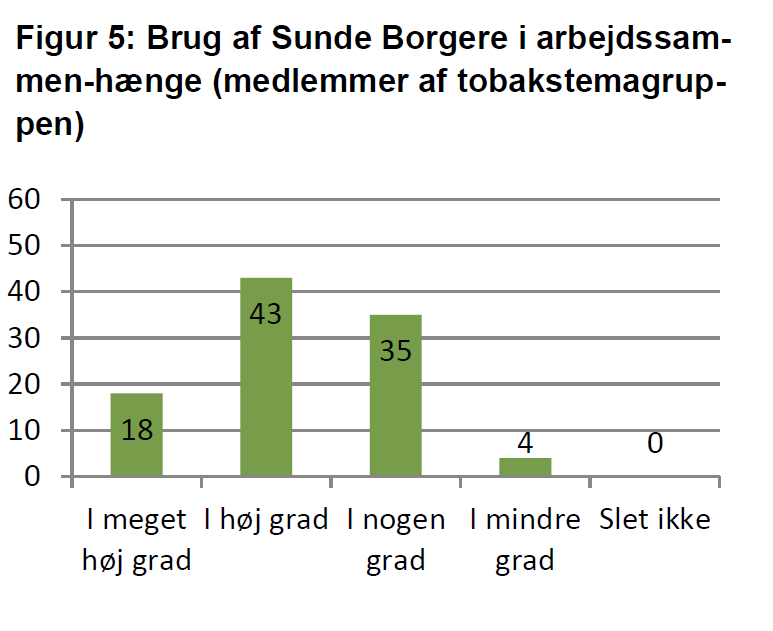 Figur 5: Brug af Sunde Borgere i arbejdssam-
men-hænge (medlemmer af tobakstemagrup-
pen)
60
50
40
30
20
10
0
18
43
35
4
0
I meget
høj grad
I høj grad
I nogen
grad
I mindre
grad
Slet ikke